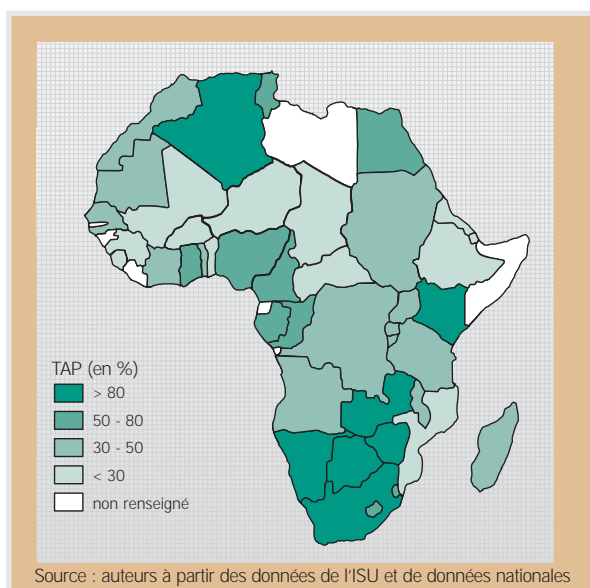 TAP (en %)
> 80
50 - 80
30 - 50
< 30
non renseigné
Source : auteurs à partir des données de l'ISU et de données nationales